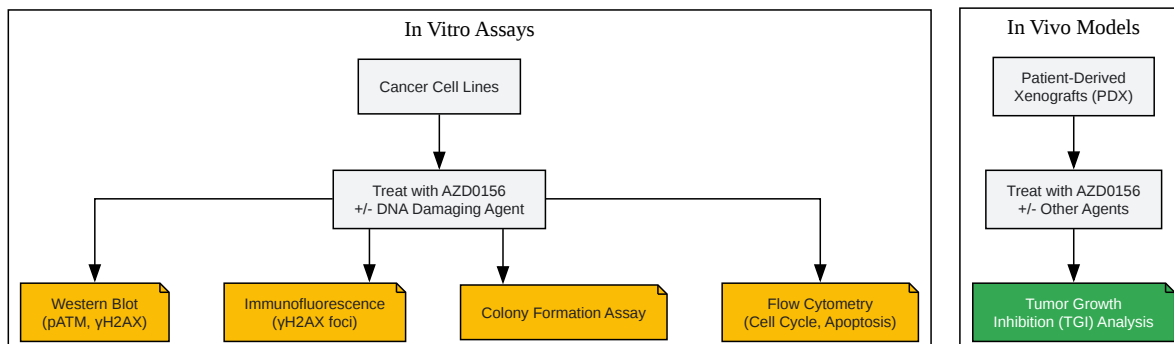 In Vitro Assays
Cancer Cell Lines
Treat with AZD0156
+/- DNA Damaging Agent
Western Blot
(pATM, γH2AX)
Immunofluorescence
(γH2AX foci)
Colony Formation Assay
Flow Cytometry
(Cell Cycle, Apoptosis)
In Vivo Models
Patient-Derived
Xenografts (PDX)
Treat with AZD0156
+/- Other Agents
Tumor Growth
Inhibition (TGI) Analysis